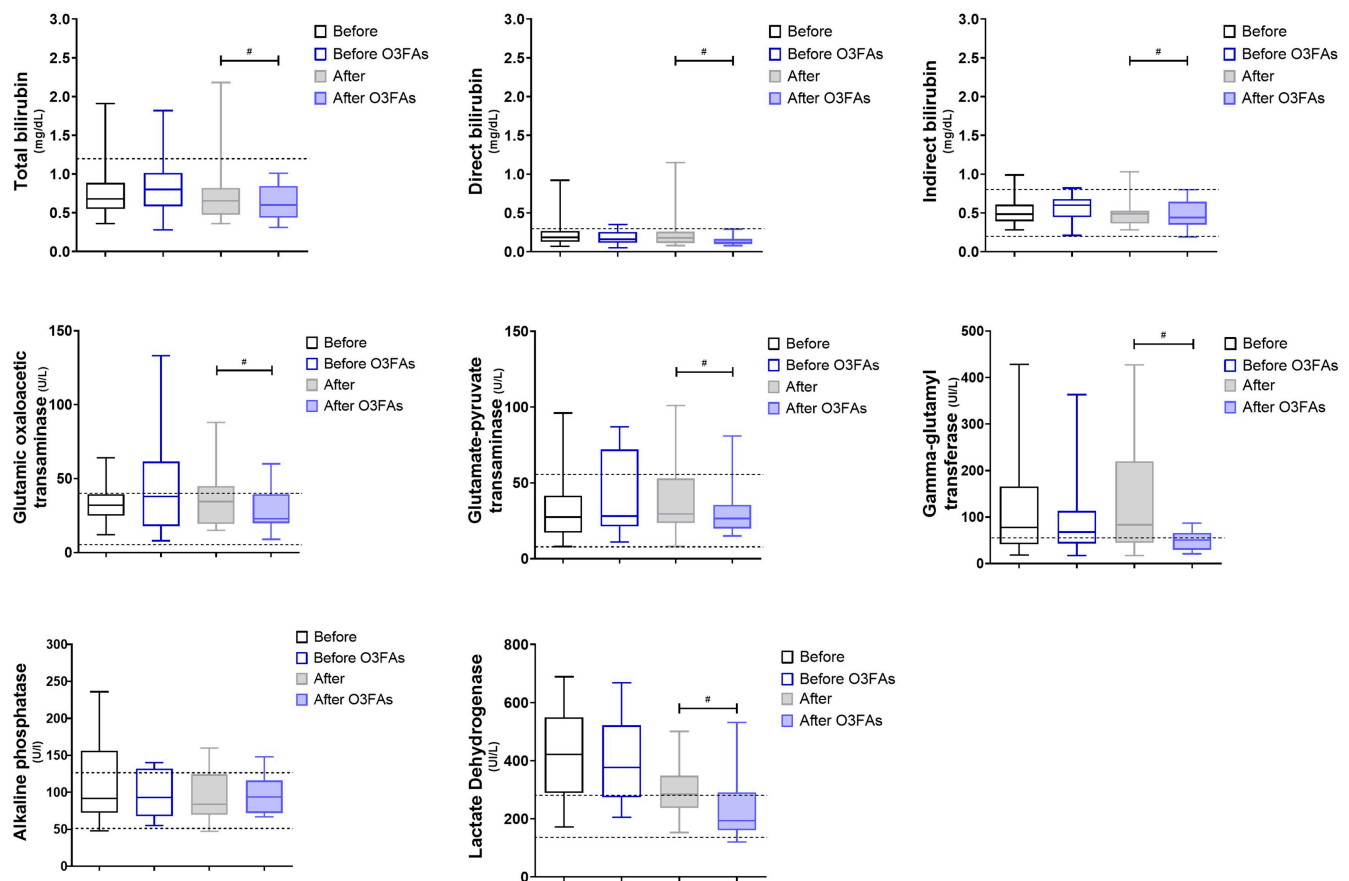 Total bilirubin
(mg/dL)
3.0
2.5
2.0
1.5
1.0
0.5
0.0
#
Before
Before O3FAs
After
After O3FAs
Direct bilirubin
(mg/dL)
3.0
2.5
2.0
1.5
1.0
0.5
0.0
#
Before
Before O3FAs
After
After O3FAs
Indirect bilirubin
(mg/dL)
3.0
2.5
2.0
1.5
1.0
0.5
0.0
#
Before
Before O3FAs
After
After O3FAs
Glutamic oxaloacetic
transaminase (U/L)
150
100
50
0
#
Before
Before O3FAs
After
After O3FAs
Glutamate-pyruvate
transaminase (U/L)
150
100
50
0
#
Before
Before O3FAs
After
After O3FAs
Gamma-glutamyl
transferase (UI/L)
500
400
300
200
100
0
#
Before
Before O3FAs
After
After O3FAs
Alkaline phosphatase
(U/l)
300
250
200
150
100
50
0
Before
Before O3FAs
After
After O3FAs
Lactate Dehydrogenase
(UI/L)
800
600
400
200
0
#
Before
Before O3FAs
After
After O3FAs